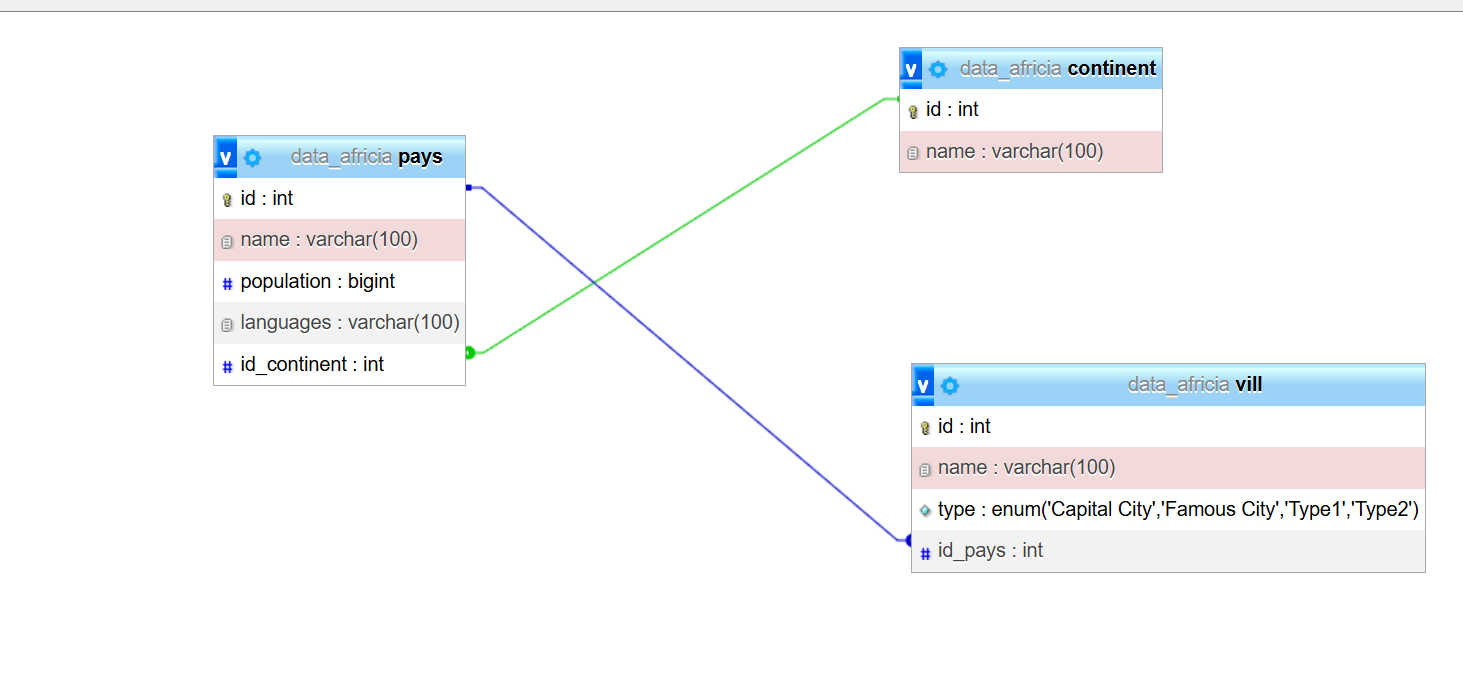 v data_africia pays
id : int
name : varchar(100)
# population : bigint
languages : varchar(100)
# id_continent : int
v data_africia continent
id : int
name : varchar(100)
v data_africia vill
id : int
name : varchar(100)
type : enum('Capital City','Famous City','Type1','Type2')
# id_pays : int